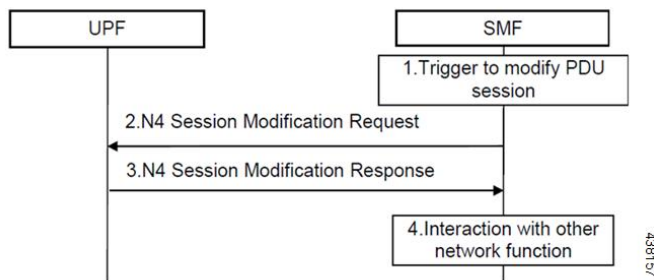 UPF
SMF
1.Trigger to modify PDU
session
2.N4 Session Modification Request
3.N4 Session Modification Response
4.Interaction with other
network function
438157